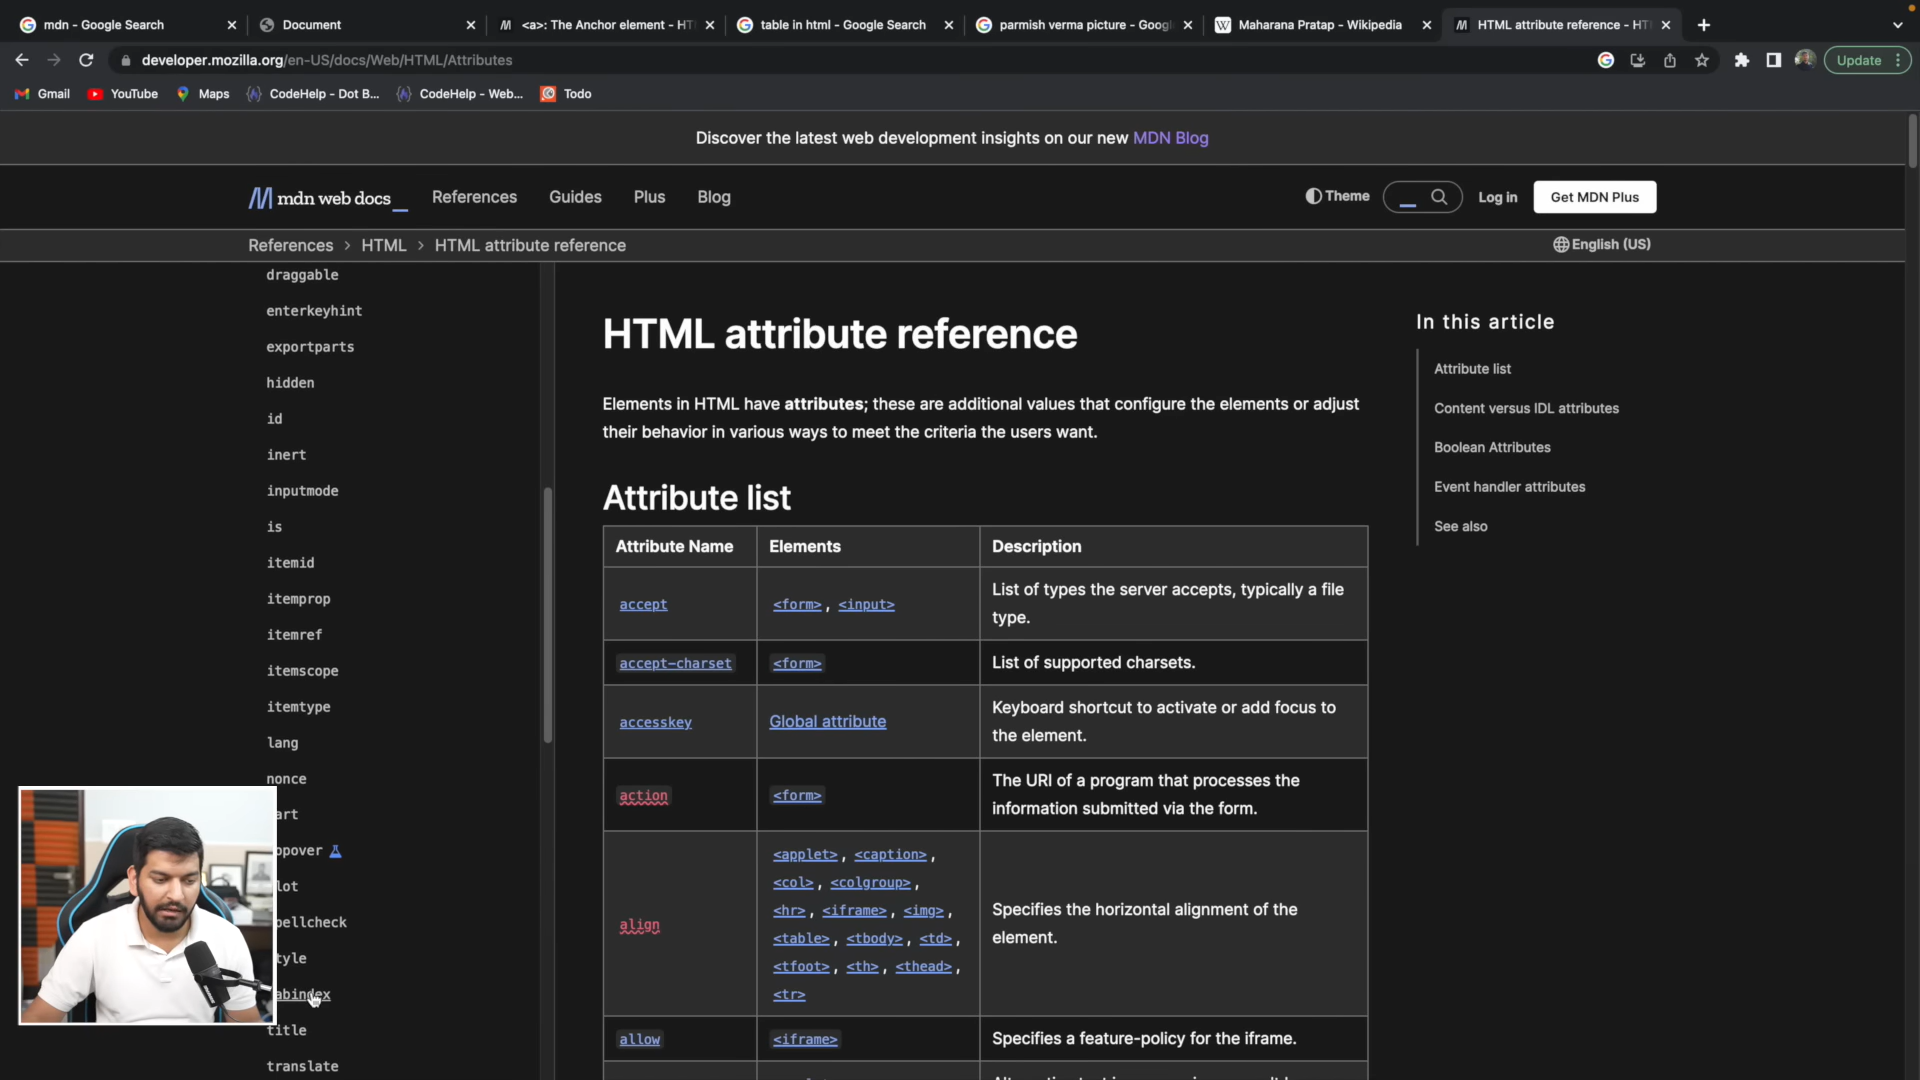 mdn - Google Search
Document
<a>: The Anchor element - HT
table in html - Google Search
parmish verma picture - Goog
Maharana Pratap - Wikipedia
HTML attribute reference - HT
developer.mozilla.org/en-US/docs/Web/HTML/Attributes
Update
Gmail
YouTube
Maps
CodeHelp - Dot B...
CodeHelp - Web...
Todo
Discover the latest web development insights on our new MDN Blog
mdn web docs_
References
Guides
Plus
Blog
Theme
Log in
Get MDN Plus
References > HTML > HTML attribute reference
English (US)
draggable
enterkeyhint
exportparts
hidden
id
inert
inputmode
is
itemid
itemprop
itemref
itemscope
itemtype
lang
nonce
art
opover
lot
pellcheck
tyle
abindex
title
translate
HTML attribute reference
Elements in HTML have attributes; these are additional values that configure the elements or adjust
their behavior in various ways to meet the criteria the users want.
Attribute list
Attribute Name Elements Description
accept <form>, <input> List of types the server accepts, typically a file
type.
accept-charset <form> List of supported charsets.
accesskey Global attribute Keyboard shortcut to activate or add focus to
the element.
action <form> The URI of a program that processes the
information submitted via the form.
align <applet>, <caption>,
<col>, <colgroup>,
<hr>, <iframe>, <img>,
<table>, <tbody>, <td>,
<tfoot>, <th>, <thead>,
<tr>
Specifies the horizontal alignment of the
element.
allow <iframe> Specifies a feature-policy for the iframe.
In this article
Attribute list
Content versus IDL attributes
Boolean Attributes
Event handler attributes
See also